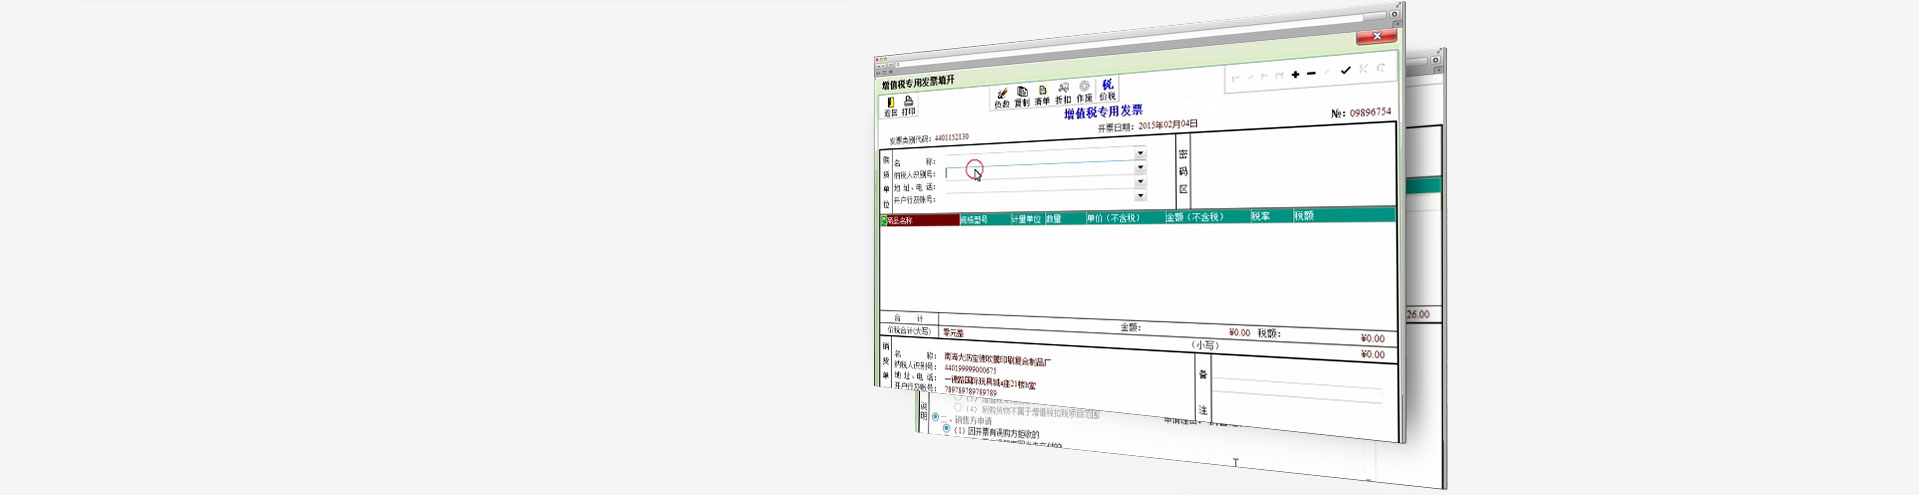 增值税专用发票填开
返回 打印
负数 复制 清单 折扣 作废 价税
税
增值税专用发票
发票类别代码: 4401152130
开票日期: 2015年02月04日
№: 09896754
购货单位
名 称:
纳税人识别号:
地 址、电 话:
开户行及账号:
密码区
商品名称 规格型号 计量单位 数量 单价（不含税） 金额（不含税） 税率 税额
合 计
金额: ¥0.00 税额: ¥0.00
价税合计(大写) 零元整 (小写) ¥0.00
销货单
名 称: 南海大沥宝德吹膜印刷复合制品厂
纳税人识别号: 440199999000675
地 址、电 话: 一德路国际玩具城a座21楼b室
开户行及账号: 789789789789789
注
26.00
说明
(4) 所购货物不属于增值税扣税项目范围
二、销售方申请
(1) 因开票有误购方拒收的